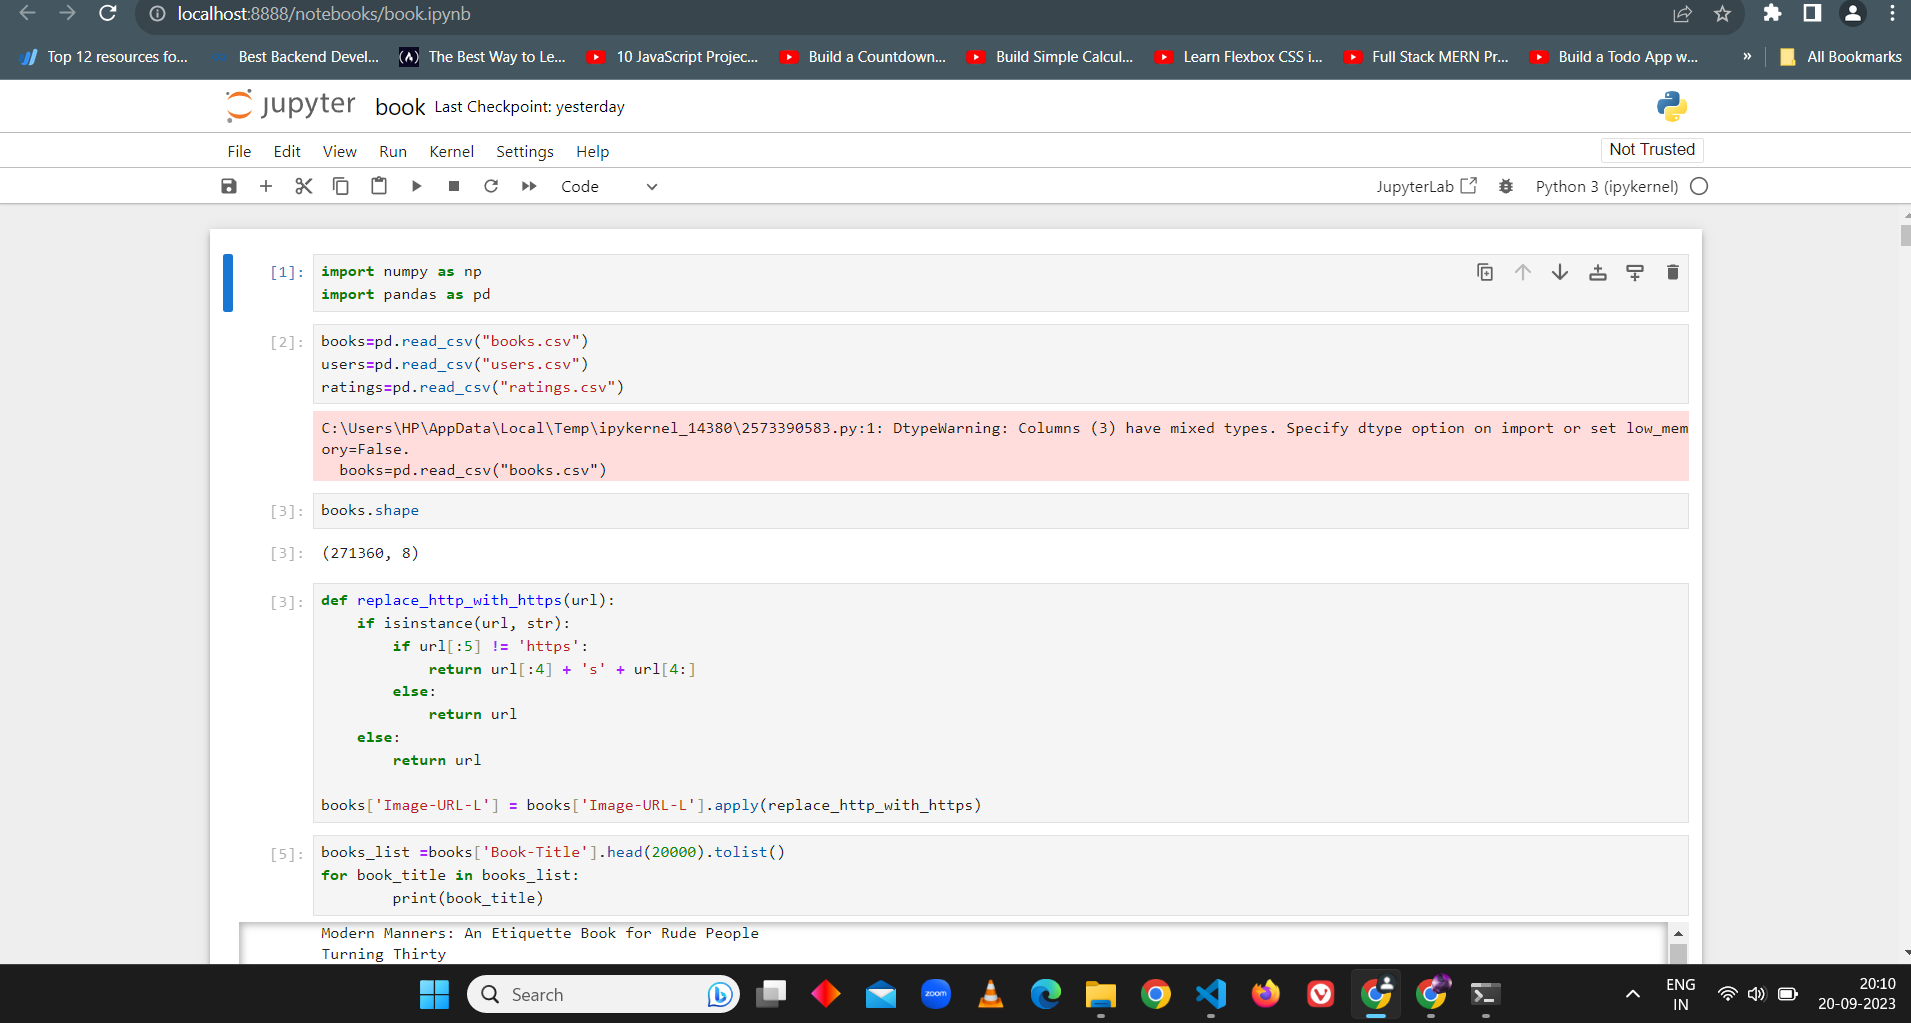 localhost:8888/notebooks/book.ipynb
Top 12 resources fo... Best Backend Devel... The Best Way to Le... 10 JavaScript Projec... Build a Countdown... Build Simple Calcul... Learn Flexbox CSS i... Full Stack MERN Pr... Build a Todo App w... » All Bookmarks
jupyter book Last Checkpoint: yesterday
File Edit View Run Kernel Settings Help Not Trusted
Code JupyterLab Python 3 (ipykernel)
[1]: import numpy as np
import pandas as pd
[2]: books=pd.read_csv("books.csv")
users=pd.read_csv("users.csv")
ratings=pd.read_csv("ratings.csv")
C:\Users\HP\AppData\Local\Temp\ipykernel_14380\2573390583.py:1: DtypeWarning: Columns (3) have mixed types. Specify dtype option on import or set low_mem
ory=False.
  books=pd.read_csv("books.csv")
[3]: books.shape
[3]: (271360, 8)
[3]: def replace_http_with_https(url):
    if isinstance(url, str):
        if url[:5] != 'https':
            return url[:4] + 's' + url[4:]
        else:
            return url
    else:
        return url
books['Image-URL-L'] = books['Image-URL-L'].apply(replace_http_with_https)
[5]: books_list =books['Book-Title'].head(20000).tolist()
for book_title in books_list:
        print(book_title)
Modern Manners: An Etiquette Book for Rude People
Turning Thirty
Search zoom ENG 20:10
IN 20-09-2023